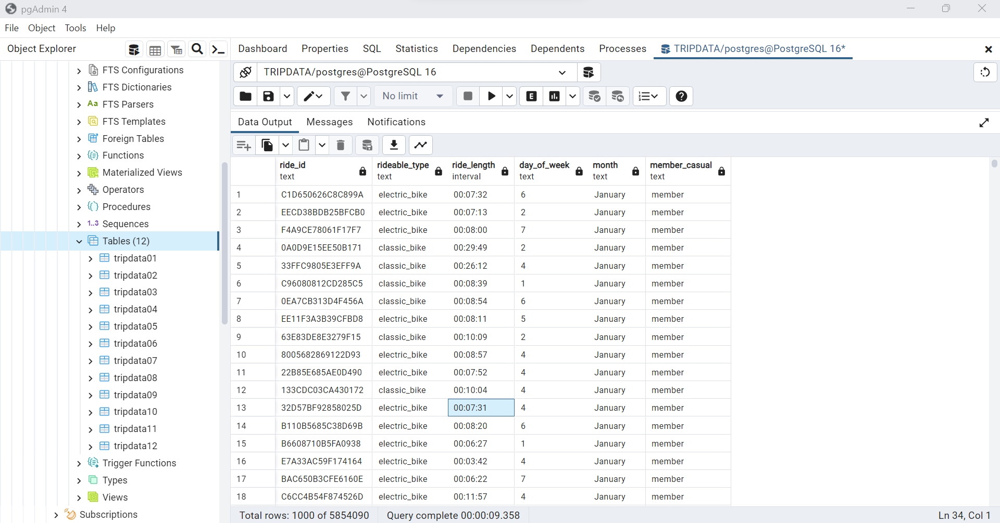 pgAdmin 4
File Object Tools Help
Object Explorer
Dashboard Properties SQL Statistics Dependencies Dependents Processes TRIPDATA/postgres@PostgreSQL 16*
FTS Configurations
FTS Dictionaries
Aa FTS Parsers
FTS Templates
Foreign Tables
Functions
Materialized Views
Operators
Procedures
1..3 Sequences
Tables (12)
tripdata01
tripdata02
tripdata03
tripdata04
tripdata05
tripdata06
tripdata07
tripdata08
tripdata09
tripdata10
tripdata11
tripdata12
Trigger Functions
Types
Views
Subscriptions
TRIPDATA/postgres@PostgreSQL 16
No limit E
Data Output Messages Notifications
ride_id rideable_type ride_length day_of_week month member_casual
text text interval text text text
1 C1D650626C8C899A electric_bike 00:07:32 6 January member
2 EECD38BDB25BFCB0 electric_bike 00:07:13 2 January member
3 F4A9CE78061F17F7 electric_bike 00:08:00 7 January member
4 0A0D9E15EE50B171 classic_bike 00:29:49 2 January member
5 33FFC9805E3EFF9A classic_bike 00:26:12 4 January member
6 C96080812CD285C5 classic_bike 00:08:39 1 January member
7 0EA7CB313D4F456A classic_bike 00:08:54 6 January member
8 EE11F3A3B39CFBD8 electric_bike 00:08:11 5 January member
9 63E83DE8E3279F15 classic_bike 00:10:09 2 January member
10 8005682869122D93 electric_bike 00:08:57 4 January member
11 22B85E685AE0D490 electric_bike 00:07:52 4 January member
12 133CDC03CA430172 classic_bike 00:10:04 4 January member
13 32D57BF92858025D electric_bike 00:07:31 4 January member
14 B110B5685C38D69B electric_bike 00:08:20 6 January member
15 B6608710B5FA0938 electric_bike 00:06:27 1 January member
16 E7A33AC59F174164 electric_bike 00:03:42 4 January member
17 BAC650B3CFE6160E electric_bike 00:06:22 7 January member
18 C6CC4B54F874526D electric_bike 00:11:57 4 January member
Total rows: 1000 of 5854090 Query complete 00:00:09.358 Ln 34, Col 1